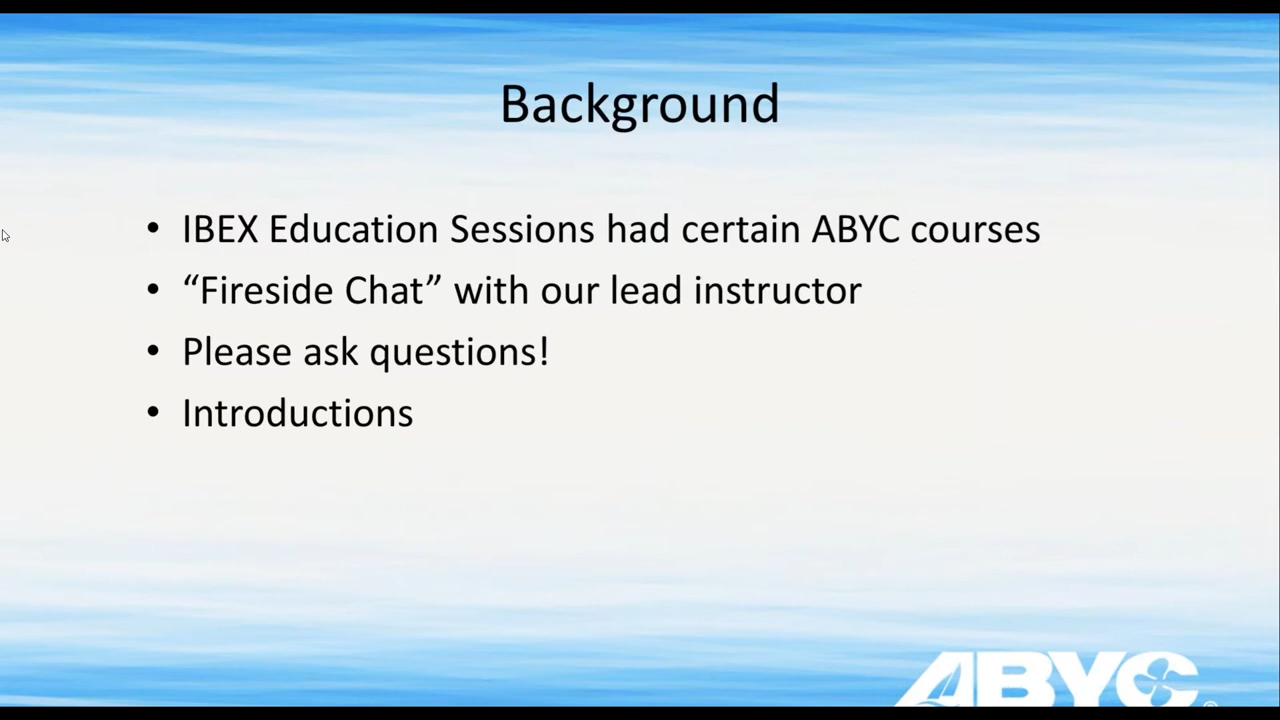 Background
• IBEX Education Sessions had certain ABYC courses
• “Fireside Chat” with our lead instructor
• Please ask questions!
• Introductions
ABYC